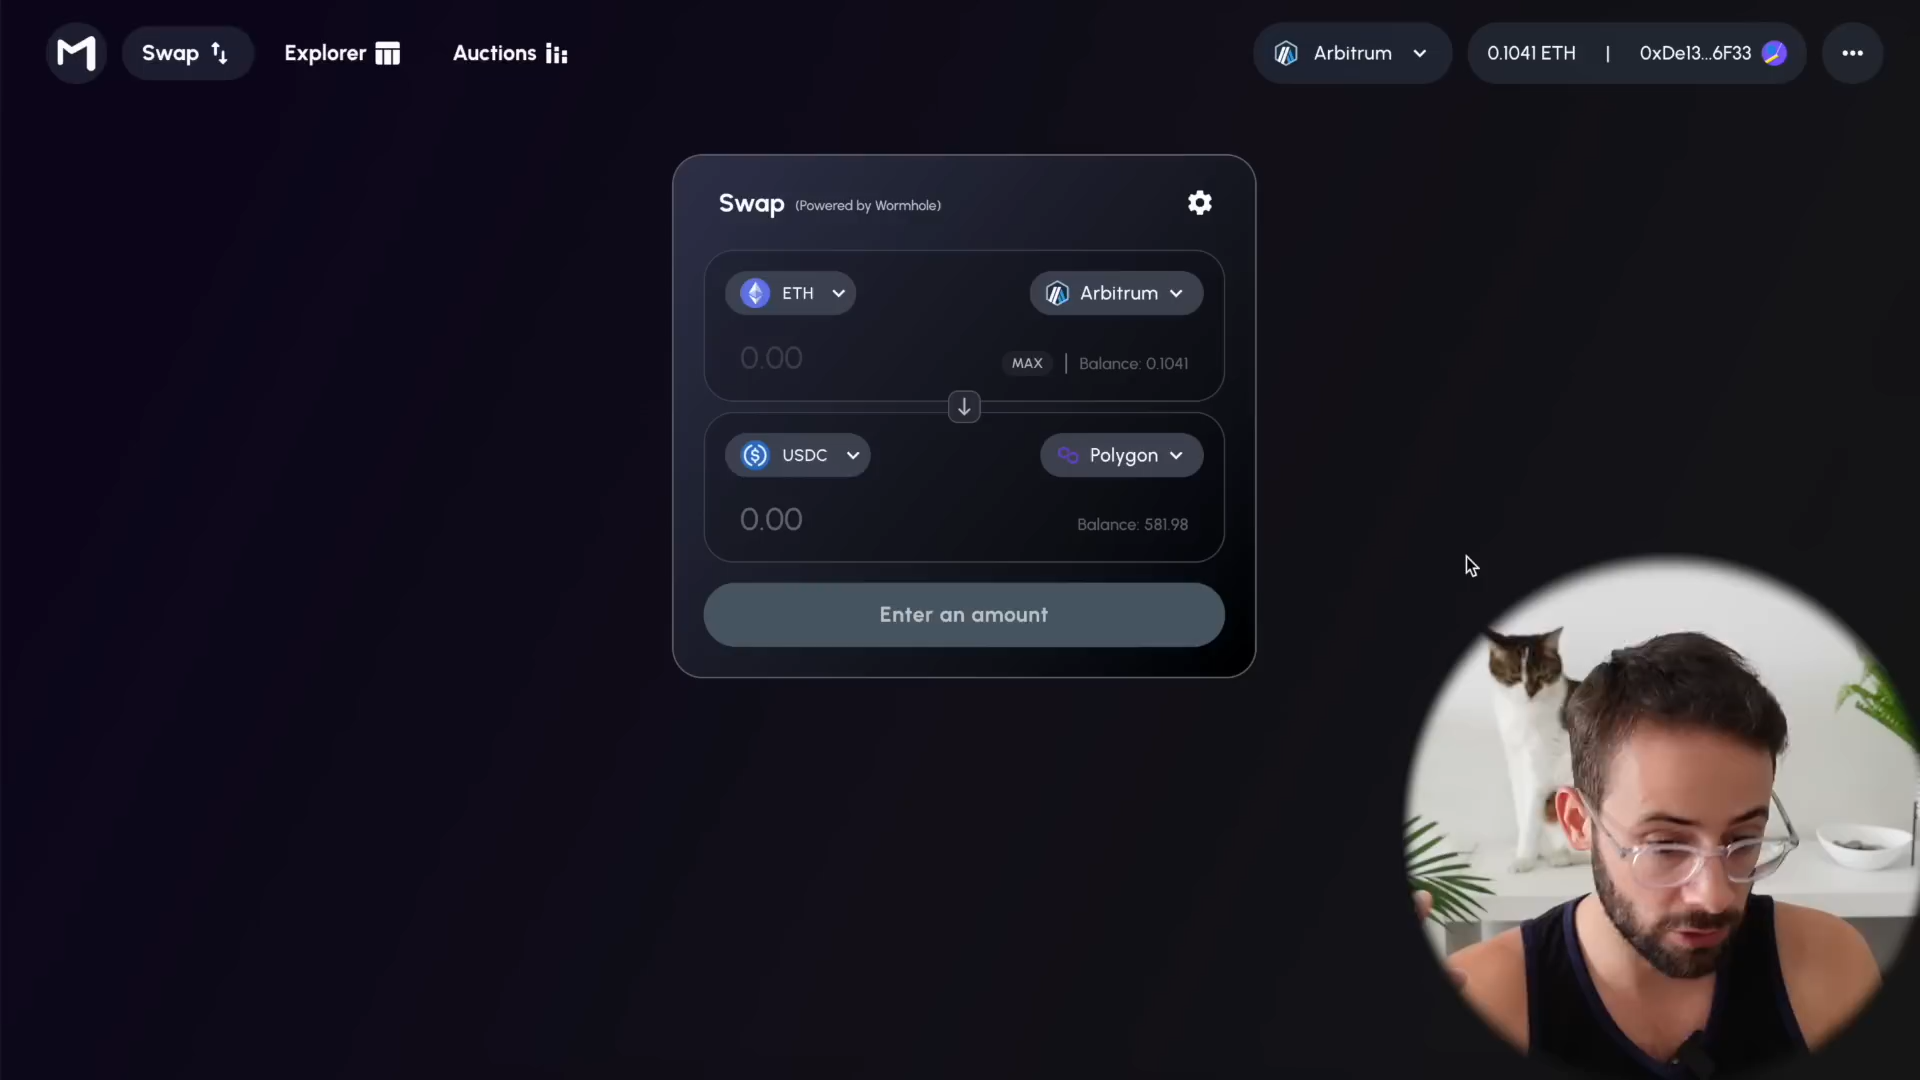 Swap
Explorer
Auctions
Arbitrum
0.1041 ETH | 0xDe13...6F33
Swap (Powered by Wormhole)
ETH
Arbitrum
0.00
MAX | Balance: 0.1041
USDC
Polygon
0.00
Balance: 581.98
Enter an amount